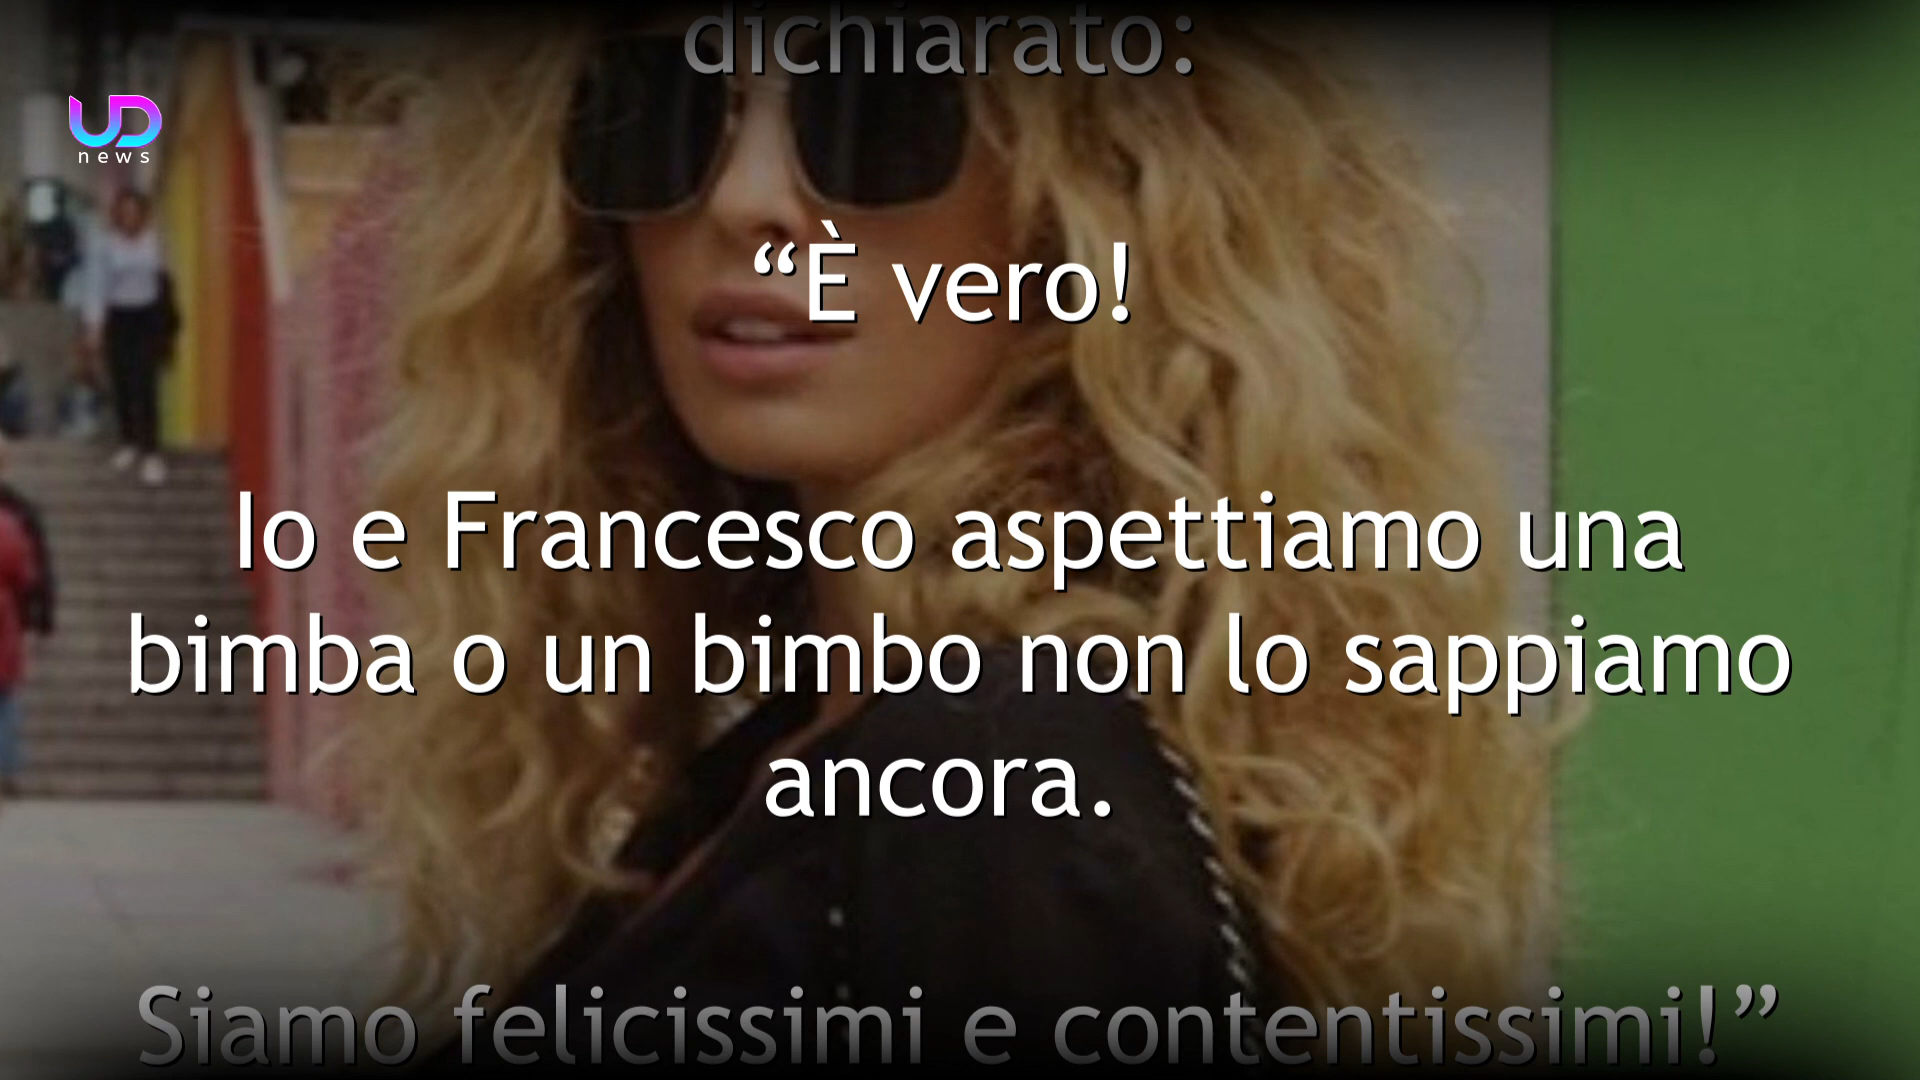 dichiarato:
UD
news
“È vero!
Io e Francesco aspettiamo una
bimba o un bimbo non lo sappiamo
ancora.
Siamo felicissimi e contentissimi!”